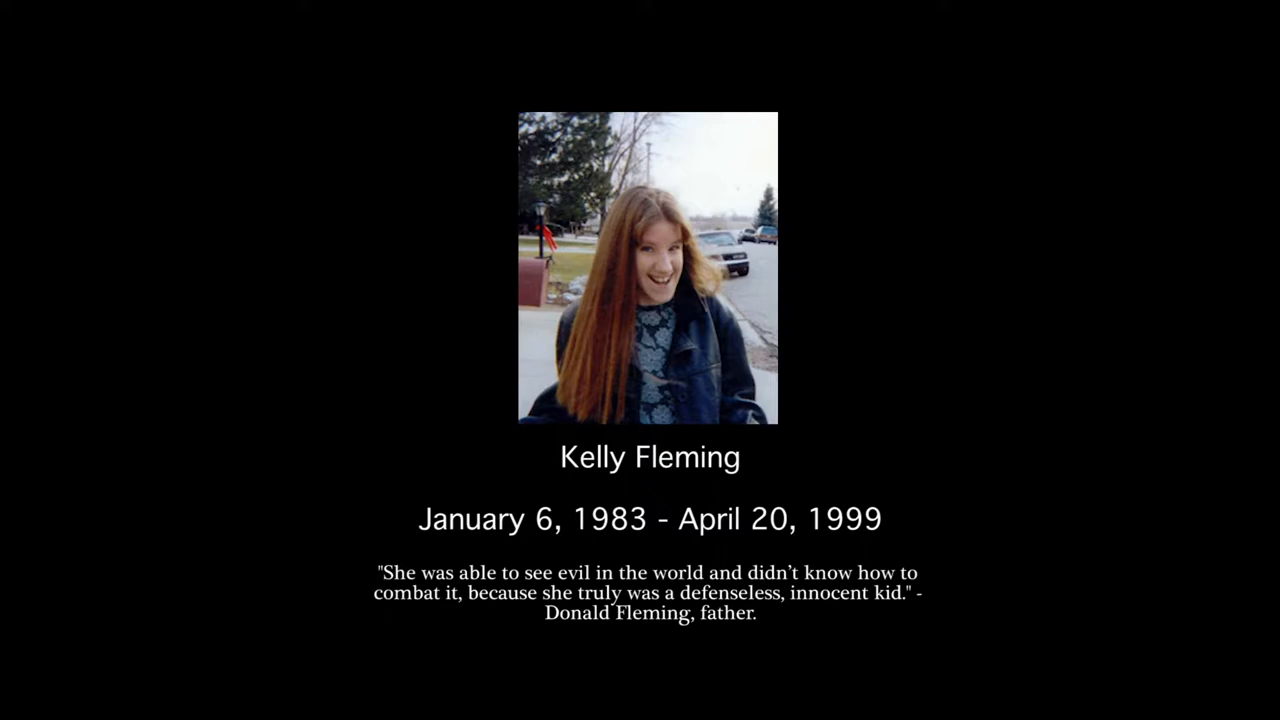 Kelly Fleming
January 6, 1983 - April 20, 1999
"She was able to see evil in the world and didn’t know how to
combat it, because she truly was a defenseless, innocent kid." -
Donald Fleming, father.